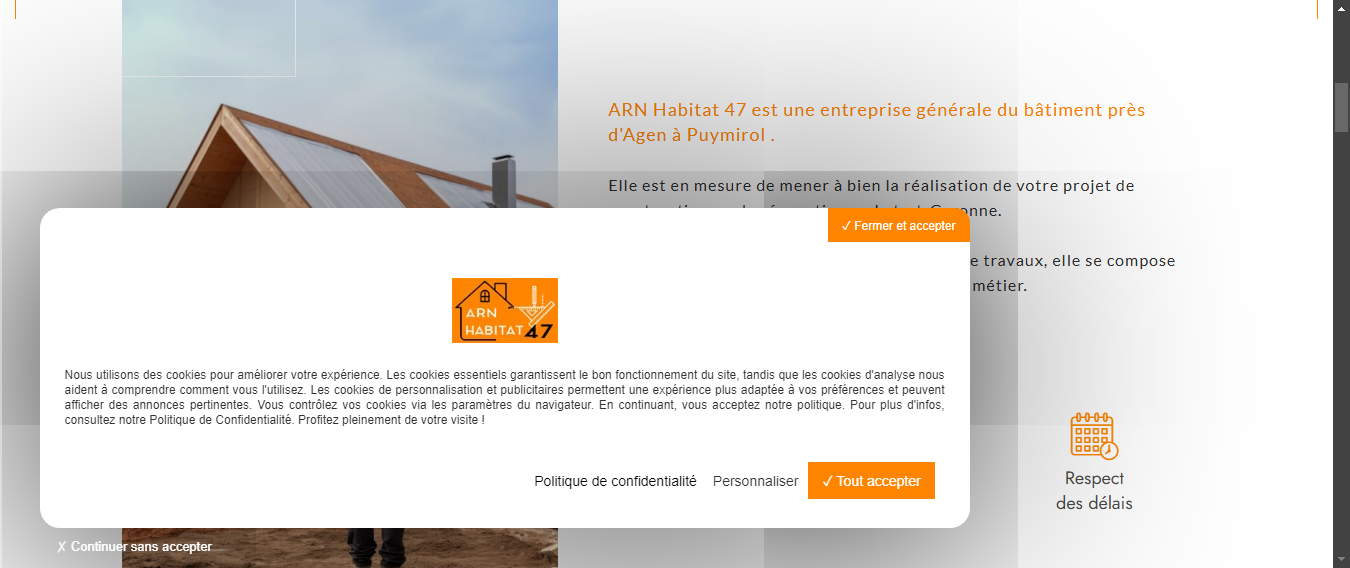 ARN Habitat 47 est une entreprise générale du bâtiment près
d'Agen à Puymirol .
Elle est en mesure de mener à bien la réalisation de votre projet de
Garonne.
✓ Fermer et accepter
e travaux, elle se compose
métier.
ARN
HABITAT 47
Nous utilisons des cookies pour améliorer votre expérience. Les cookies essentiels garantissent le bon fonctionnement du site, tandis que les cookies d'analyse nous
aident à comprendre comment vous l'utilisez. Les cookies de personnalisation et publicitaires permettent une expérience plus adaptée à vos préférences et peuvent
afficher des annonces pertinentes. Vous contrôlez vos cookies via les paramètres du navigateur. En continuant, vous acceptez notre politique. Pour plus d'infos,
consultez notre Politique de Confidentialité. Profitez pleinement de votre visite !
Politique de confidentialité Personnaliser ✓ Tout accepter
Respect
des délais
✗ Continuer sans accepter